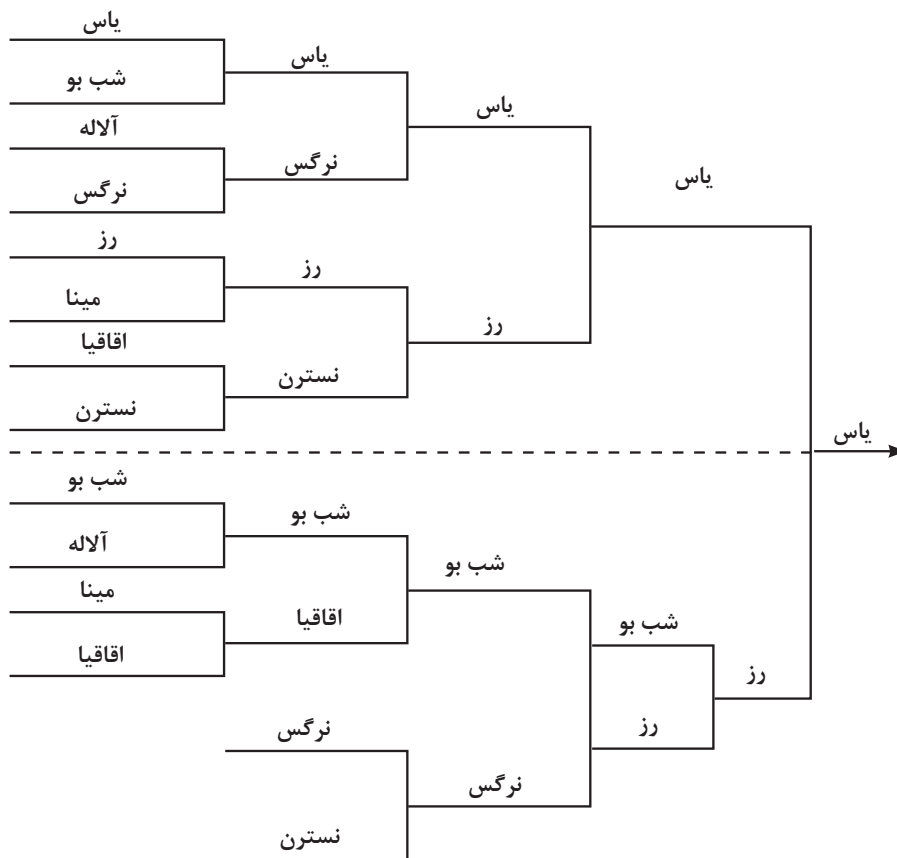 یاس
شب بو
آلاله
نرگس
رز
مینا
اقاقیا
نسترن
یاس
نرگس
رز
نسترن
یاس
رز
یاس
یاس
شب بو
آلاله
مینا
اقاقیا
شب بو
اقاقیا
نرگس
نسترن
شب بو
نرگس
شب بو
رز
رز